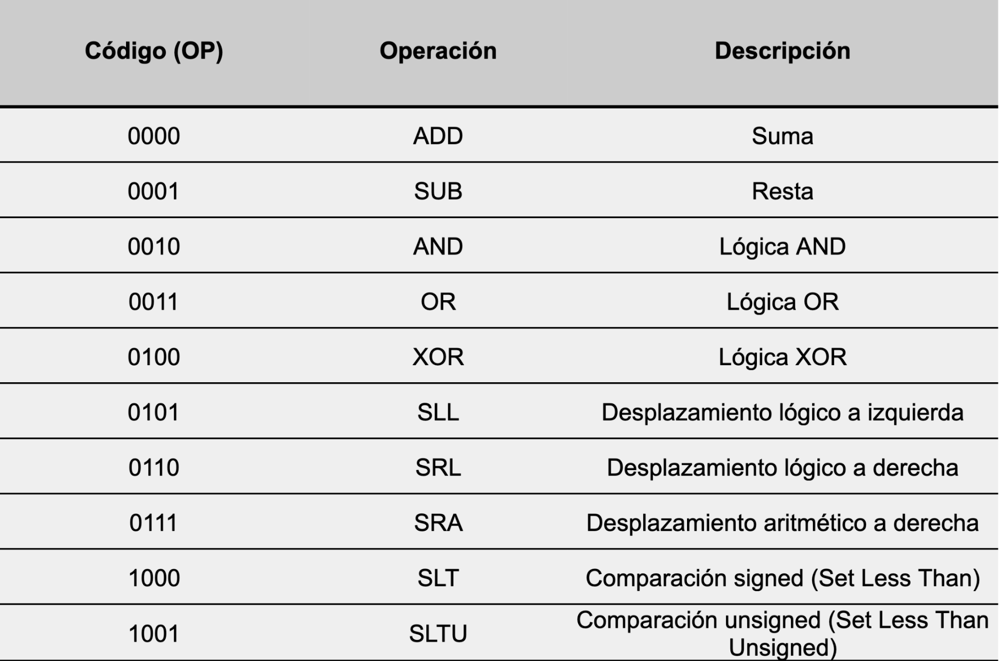 Código (OP) Operación Descripción
0000 ADD Suma
0001 SUB Resta
0010 AND Lógica AND
0011 OR Lógica OR
0100 XOR Lógica XOR
0101 SLL Desplazamiento lógico a izquierda
0110 SRL Desplazamiento lógico a derecha
0111 SRA Desplazamiento aritmético a derecha
1000 SLT Comparación signed (Set Less Than)
1001 SLTU Comparación unsigned (Set Less Than
Unsigned)